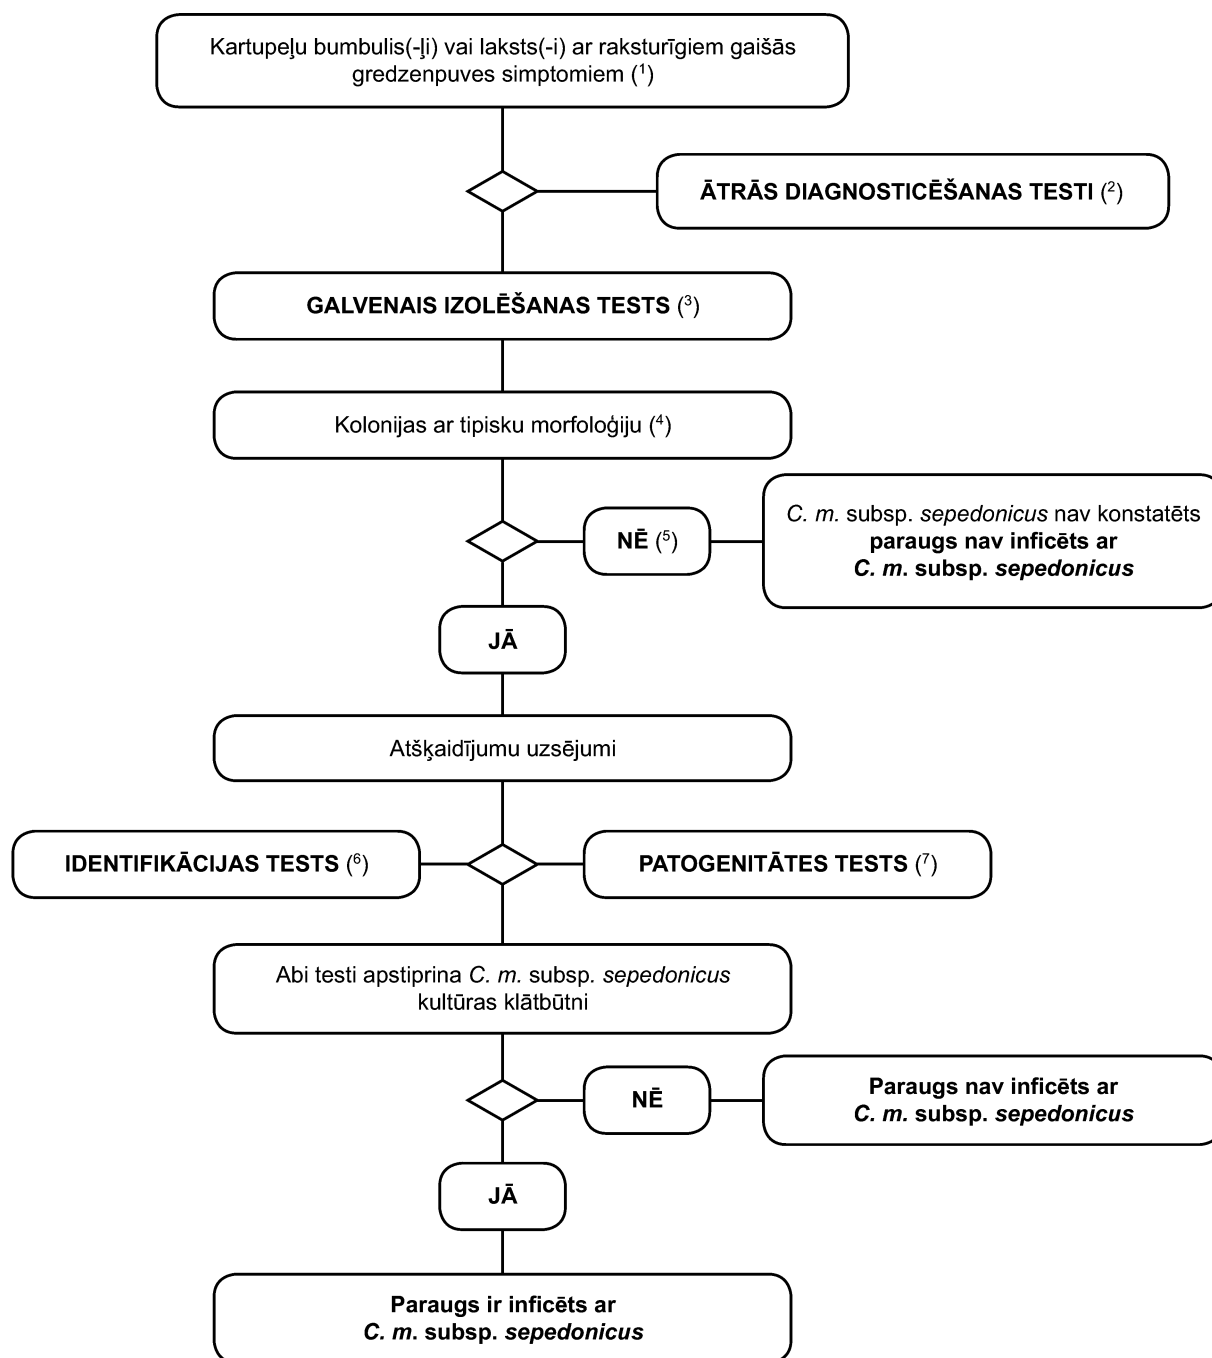 Kartupeļu bumbulis(-ļi) vai laksts(-i) ar raksturīgiem gaišās
gredzenpuves simptomiem (¹)
ĀTRĀS DIAGNOSTICĒŠANAS TESTI (²)
GALVENAIS IZOLĒŠANAS TESTS (³)
Kolonijas ar tipisku morfoloģiju (⁴)
NĒ (⁵)
C. m. subsp. sepedonicus nav konstatēts
paraugs nav inficēts ar
C. m. subsp. sepedonicus
JĀ
Atšķaidījumu uzsējumi
IDENTIFIKĀCIJAS TESTS (⁶)
PATOGENITĀTES TESTS (⁷)
Abi testi apstiprina C. m. subsp. sepedonicus
kultūras klātbūtni
NĒ
Paraugs nav inficēts ar
C. m. subsp. sepedonicus
JĀ
Paraugs ir inficēts ar
C. m. subsp. sepedonicus